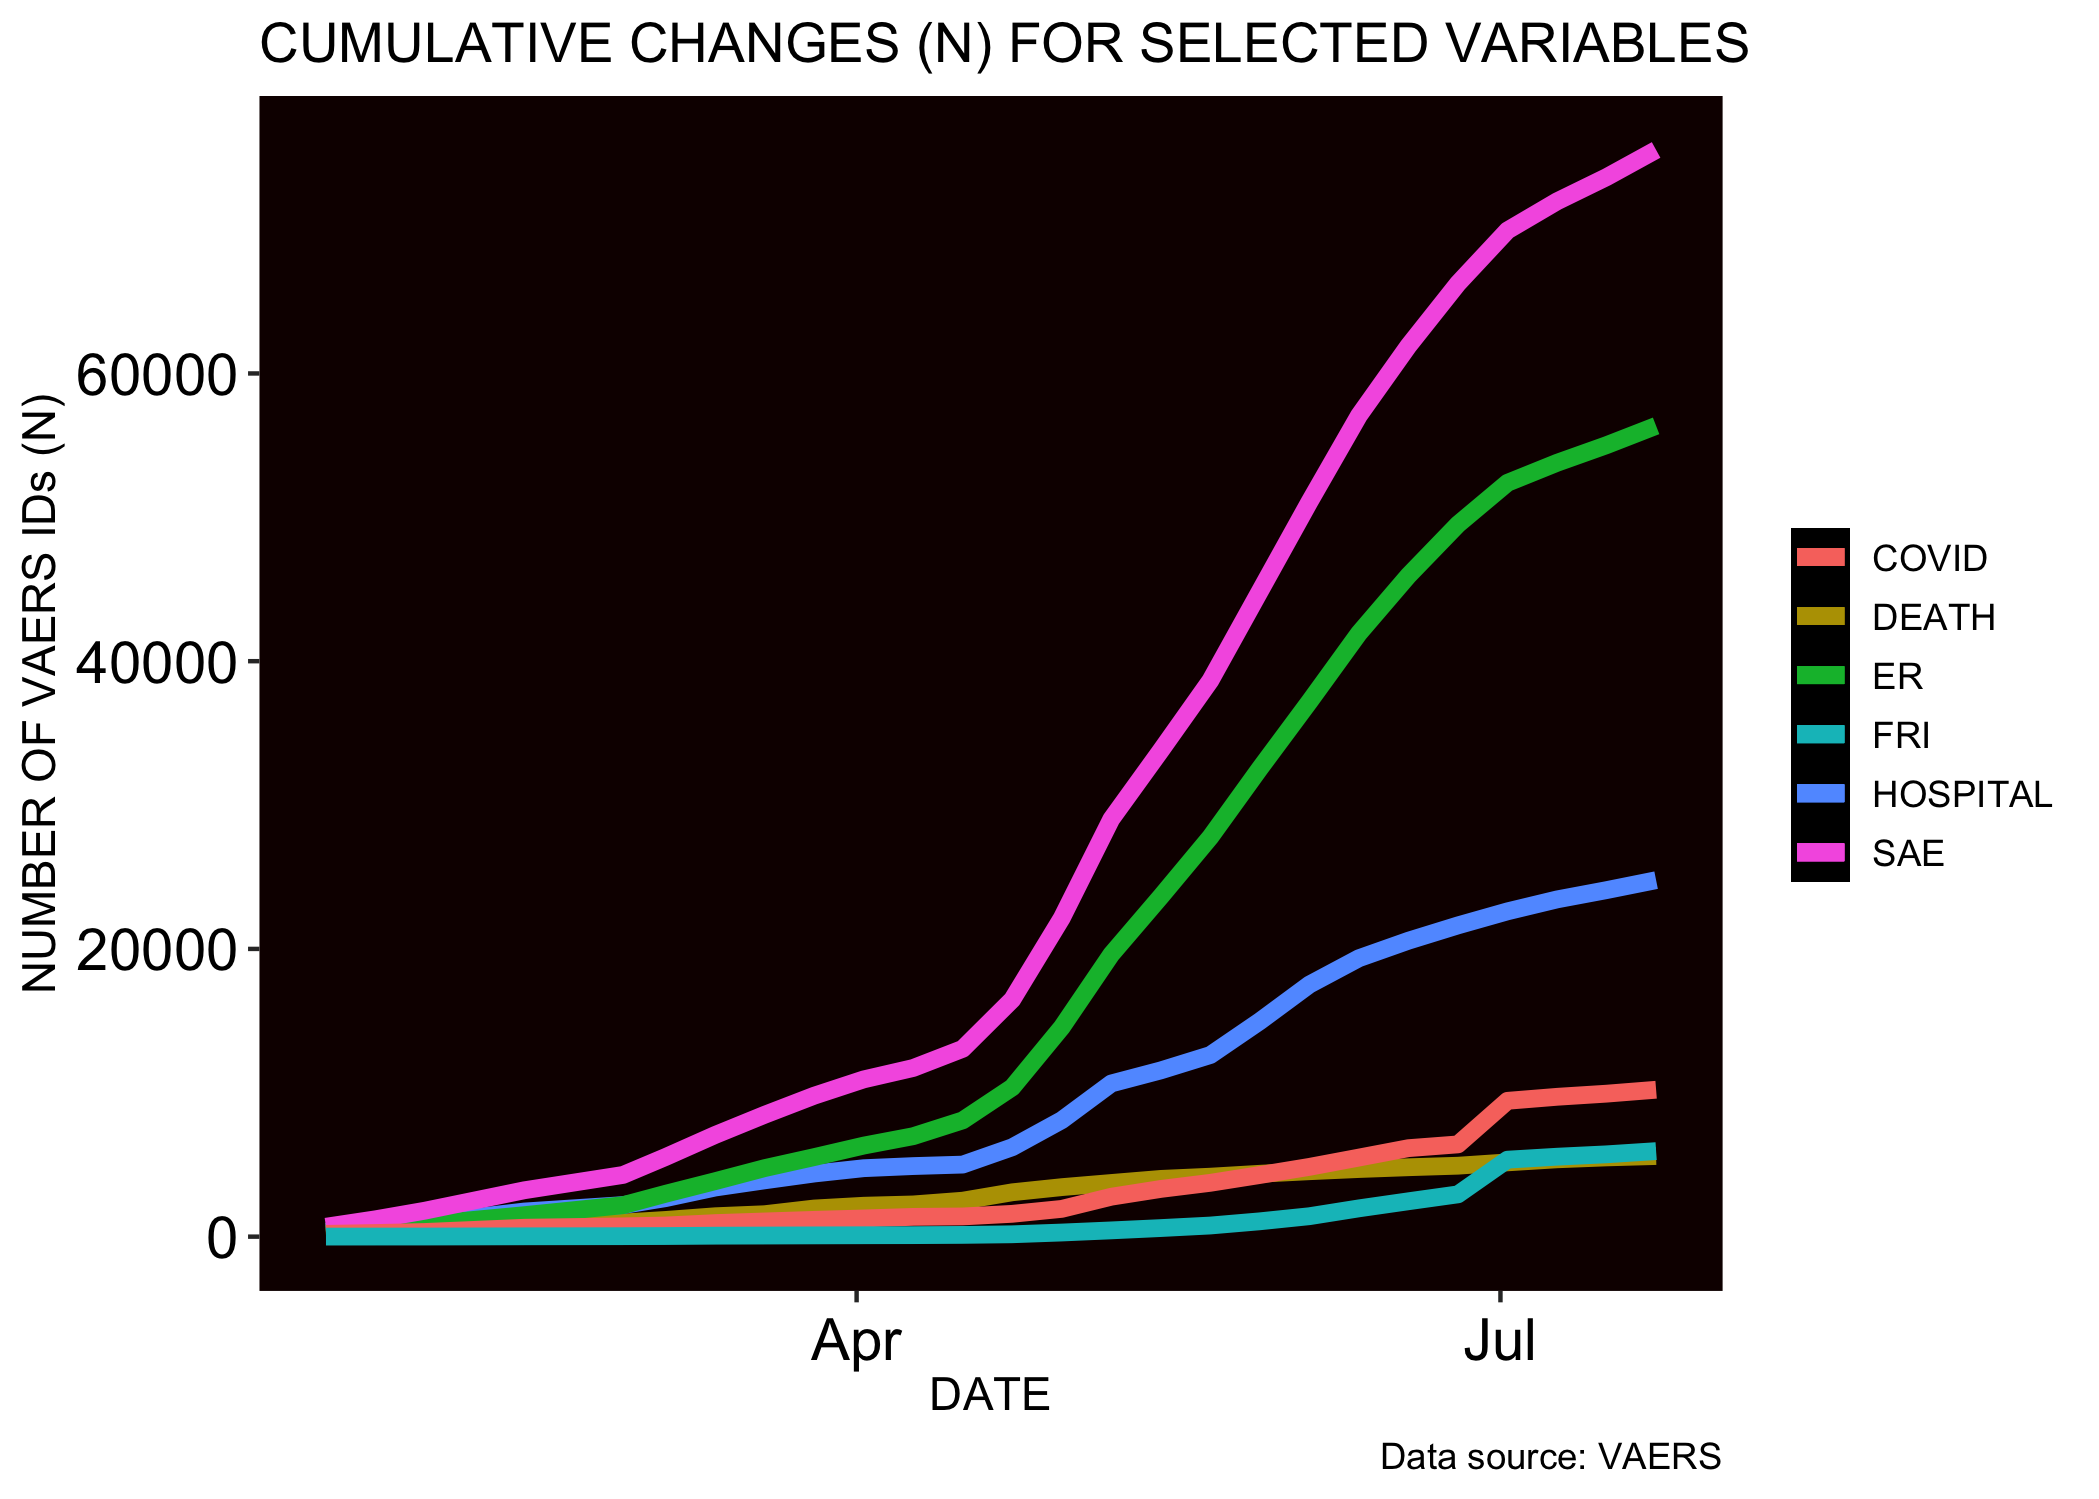 CUMULATIVE CHANGES (N) FOR SELECTED VARIABLES
NUMBER OF VAERS IDs (N)
60000
40000
20000
0
Apr
Jul
DATE
COVID
DEATH
ER
FRI
HOSPITAL
SAE
Data source: VAERS